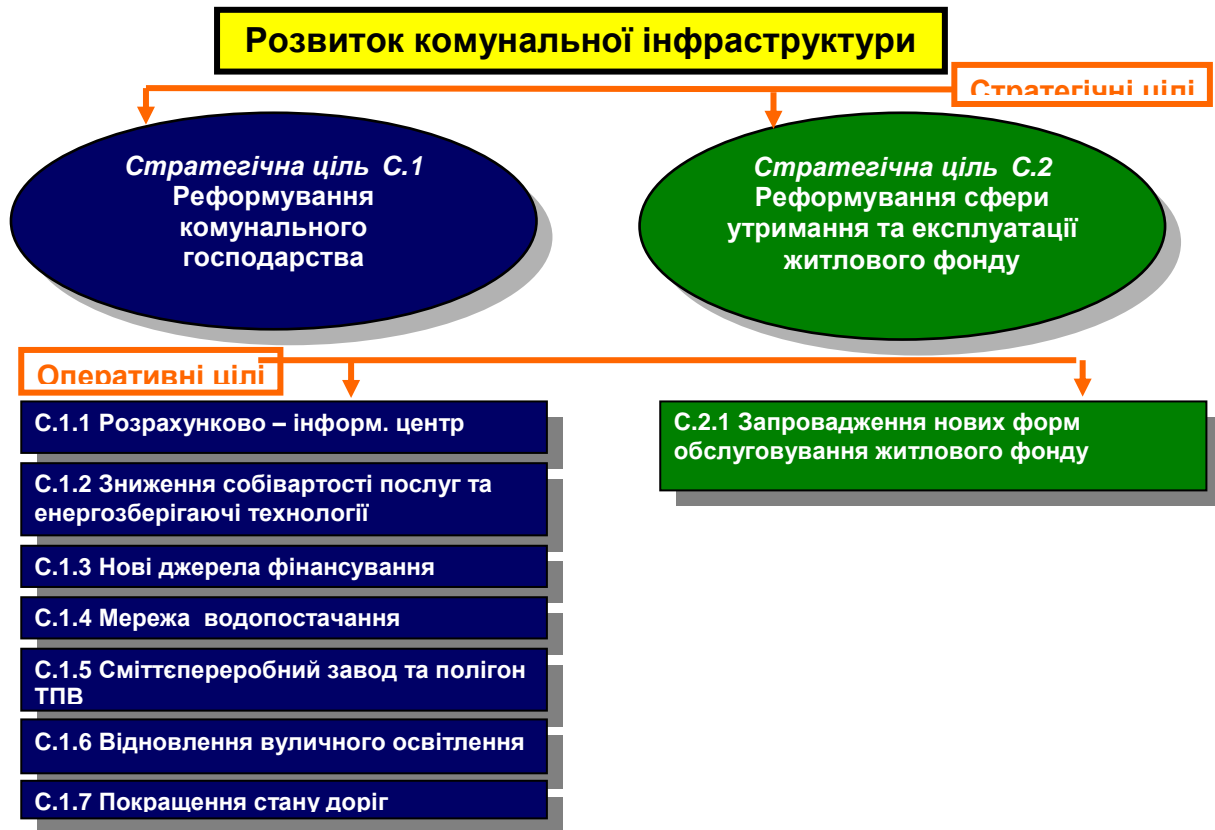 Розвиток комунальної інфраструктури
Стратегічні цілі
Стратегічна ціль С.1
Реформування
комунального
господарства
Стратегічна ціль С.2
Реформування сфери
утримання та експлуатації
житлового фонду
Оперативні цілі
С.1.1 Розрахунково – інформ. центр
С.1.2 Зниження собівартості послуг та
енергозберігаючі технології
С.1.3 Нові джерела фінансування
С.1.4 Мережа водопостачання
С.1.5 Сміттєпереробний завод та полігон
ТПВ
С.1.6 Відновлення вуличного освітлення
С.1.7 Покращення стану доріг
С.2.1 Запровадження нових форм
обслуговування житлового фонду